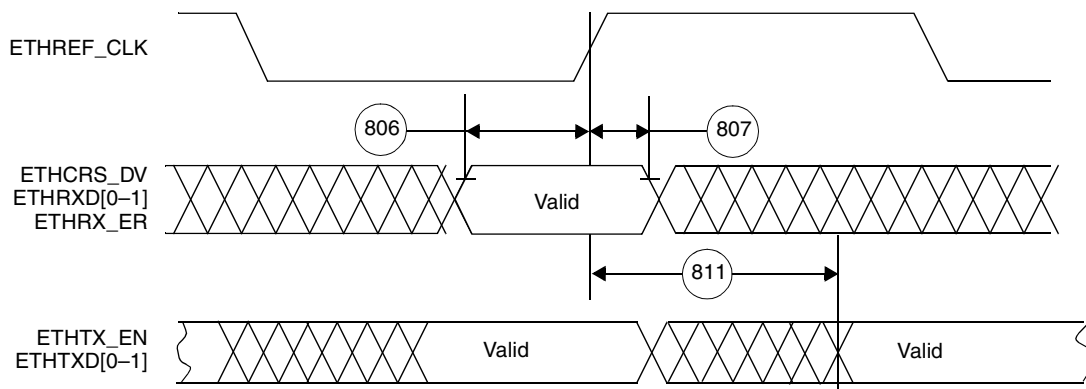 ETHREF_CLK
806
807
ETHCRS_DV
ETHRXD[0–1]
ETHRX_ER
Valid
811
ETHTX_EN
ETHTXD[0–1]
Valid
Valid